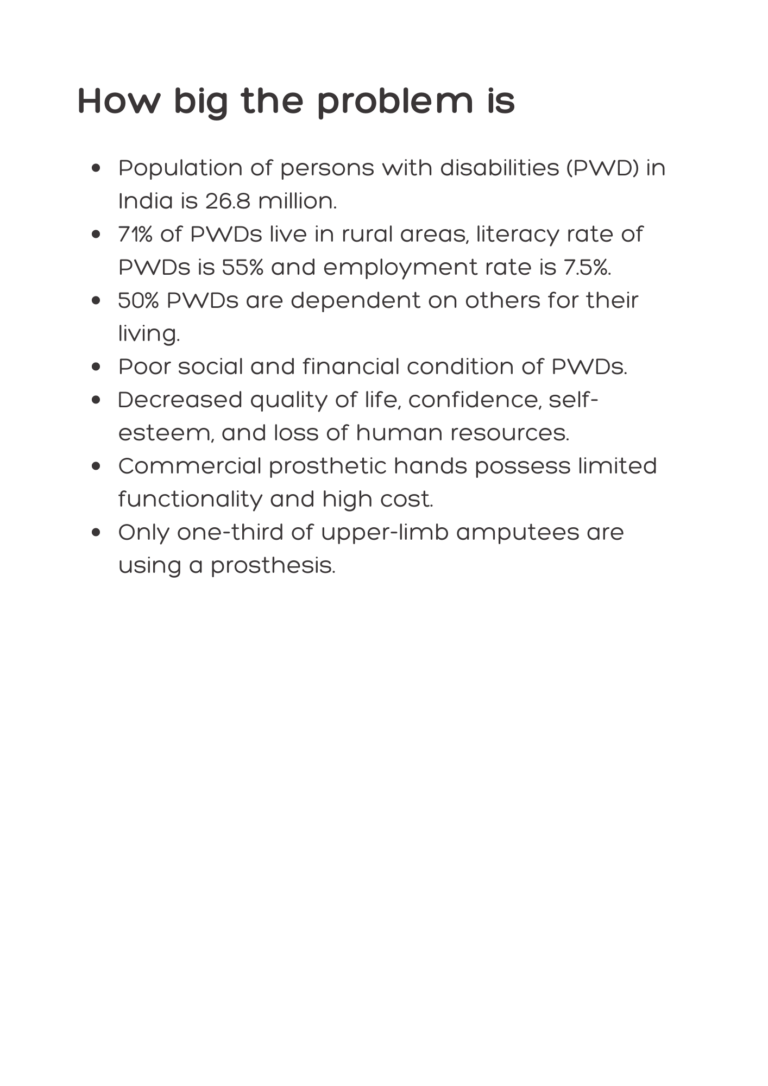 How big the problem is
• Population of persons with disabilities (PWD) in
India is 26.8 million.
• 71% of PWDs live in rural areas, literacy rate of
PWDs is 55% and employment rate is 7.5%.
• 50% PWDs are dependent on others for their
living.
• Poor social and financial condition of PWDs.
• Decreased quality of life, confidence, self-
esteem, and loss of human resources.
• Commercial prosthetic hands possess limited
functionality and high cost.
• Only one-third of upper-limb amputees are
using a prosthesis.